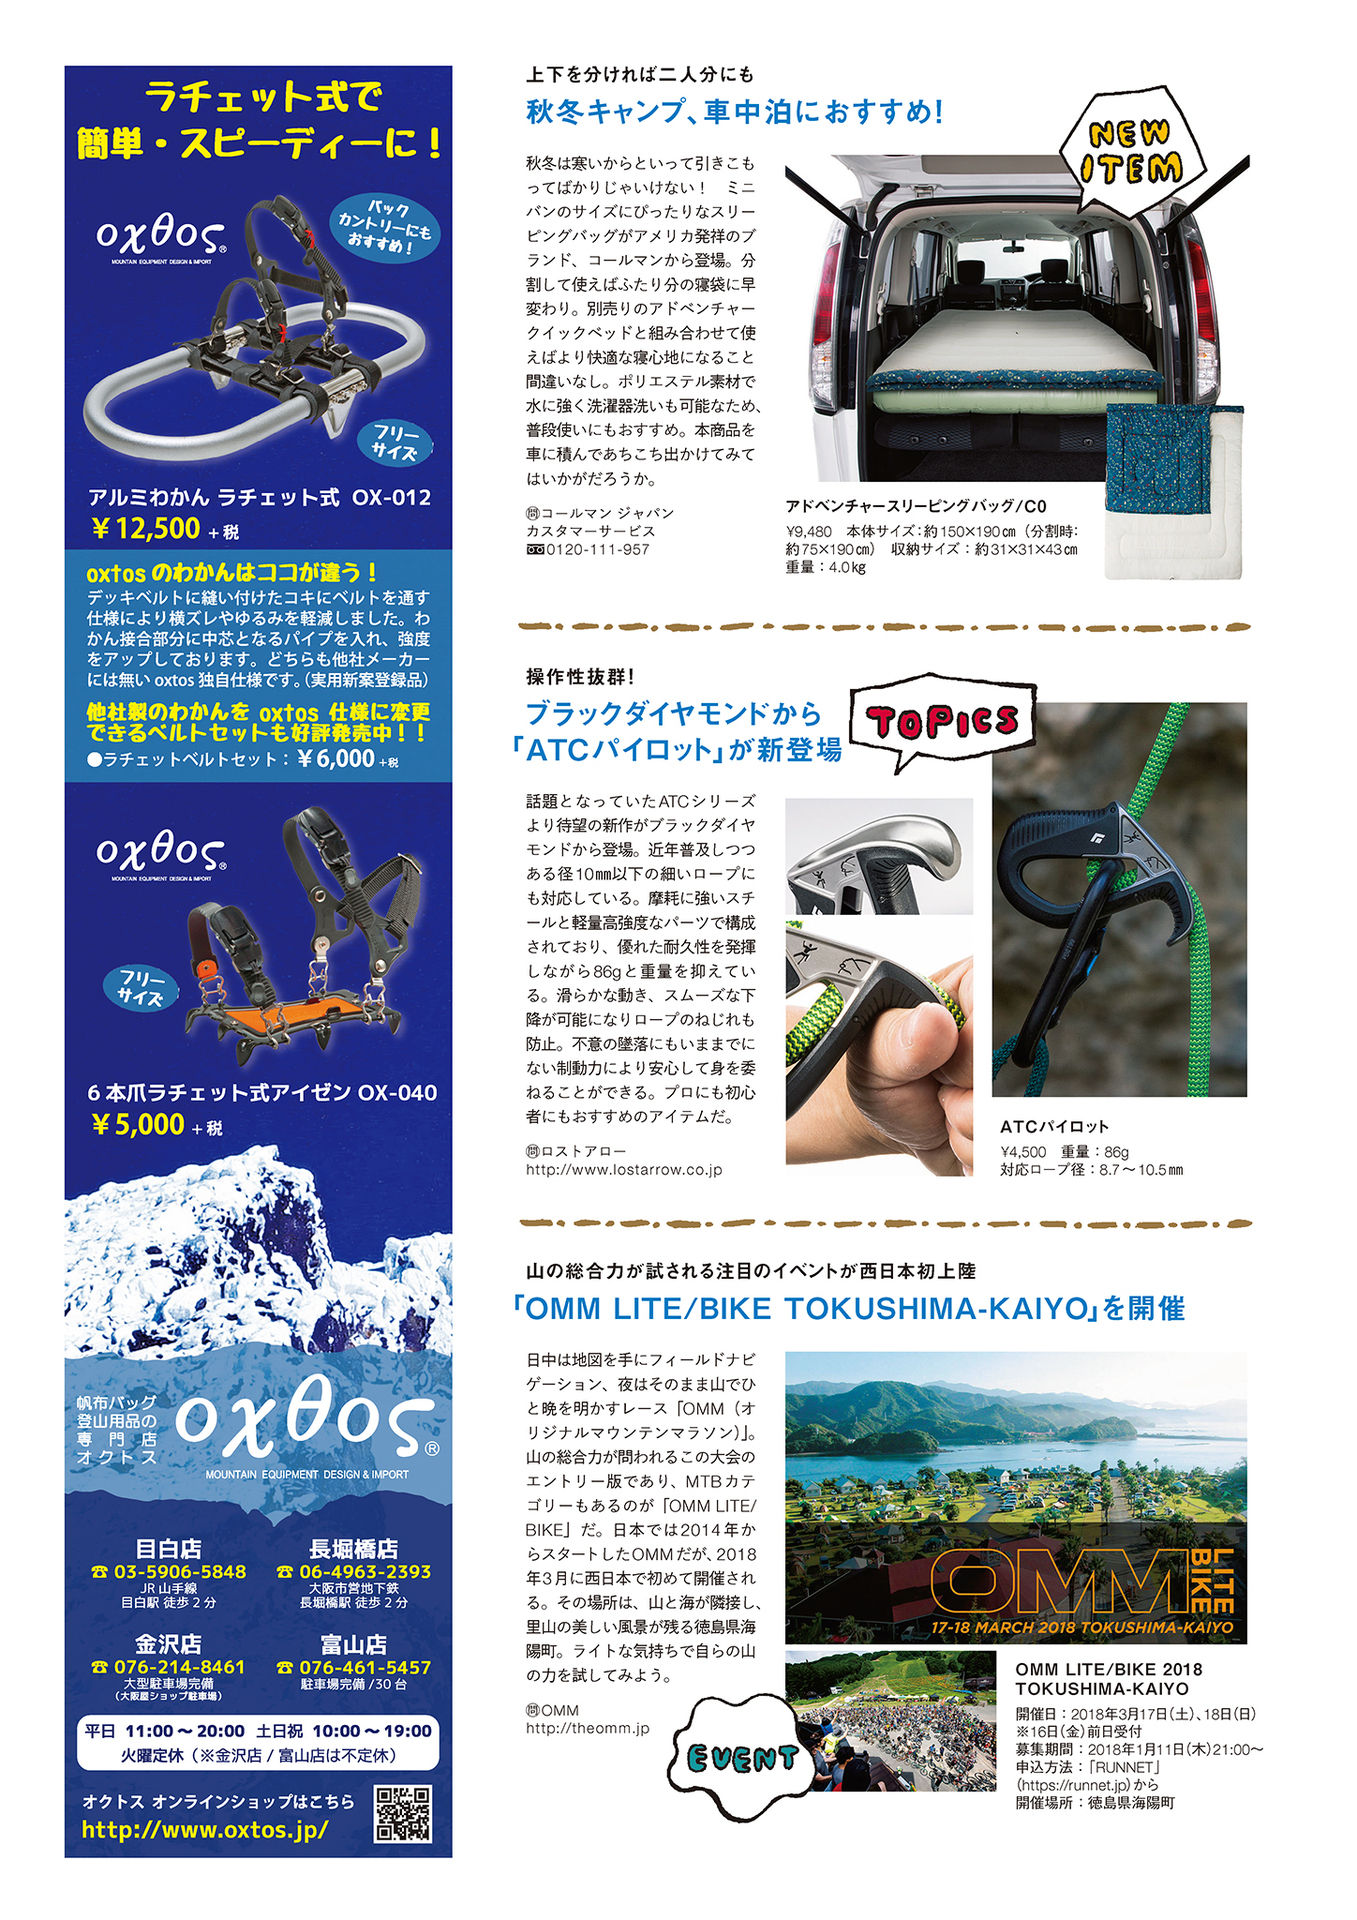 ラチェット式で
簡単・スピーディーに！
バック
カントリーにも
おすすめ！
oxθos®
MOUNTAIN EQUIPMENT DESIGN & IMPORT
フリー
サイズ
アルミわかん ラチェット式 OX-012
￥12,500 +税
oxtos のわかんはココが違う！
デッキベルトに縫い付けたコキにベルトを通す
仕様により横ズレやゆるみを軽減しました。わ
かん接合部分に中芯となるパイプを入れ、強度
をアップしております。どちらも他社メーカー
には無い oxtos 独自仕様です。（実用新案登録品）
他社製のわかんを oxtos 仕様に変更
できるベルトセットも好評発売中！！
●ラチェットベルトセット：￥6,000 +税
oxθos®
MOUNTAIN EQUIPMENT DESIGN & IMPORT
フリー
サイズ
6本爪ラチェット式アイゼン OX-040
￥5,000 +税
帆布バッグ
登山用品の
専門店
オクトス
oxθos®
MOUNTAIN EQUIPMENT DESIGN & IMPORT
目白店
☎ 03-5906-5848
JR 山手線
目白駅 徒歩 2 分
長堀橋店
☎ 06-4963-2393
大阪市営地下鉄
長堀橋駅 徒歩 2 分
金沢店
☎ 076-214-8461
大型駐車場完備
（大阪屋ショップ駐車場）
富山店
☎ 076-461-5457
駐車場完備 /30 台
平日 11:00～20:00 土日祝 10:00～19:00
火曜定休（※金沢店 / 富山店は不定休）
オクトス オンラインショップはこちら
http://www.oxtos.jp/
上下を分ければ二人分にも
秋冬キャンプ、車中泊におすすめ！
NEW
ITEM
秋冬は寒いからといって引きこも
ってばかりじゃいけない！ ミニ
バンのサイズにぴったりなスリー
ピングバッグがアメリカ発祥のブ
ランド、コールマンから登場。分
割して使えばふたり分の寝袋に早
変わり。別売りのアドベンチャー
クイックベッドと組み合わせて使
えばより快適な寝心地になること
間違いなし。ポリエステル素材で
水に強く洗濯器洗いも可能なため、
普段使いにもおすすめ。本商品を
車に積んであちこち出かけてみて
はいかがだろうか。
㉄コールマン ジャパン
カスタマーサービス
0120-111-957
アドベンチャースリーピングバッグ/C0
¥9,480 本体サイズ：約150×190㎝（分割時：
約75×190㎝） 収納サイズ：約31×31×43㎝
重量：4.0㎏
操作性抜群！
ブラックダイヤモンドから
「ATCパイロット」が新登場
TOPICS
話題となっていたATCシリーズ
より待望の新作がブラックダイヤ
モンドから登場。近年普及しつつ
ある径10㎜以下の細いロープに
も対応している。摩耗に強いスチ
ールと軽量高強度なパーツで構成
されており、優れた耐久性を発揮
しながら86gと重量を抑えてい
る。滑らかな動き、スムーズな下
降が可能になりロープのねじれも
防止。不意の墜落にもいままでに
ない制動力により安心して身を委
ねることができる。プロにも初心
者にもおすすめのアイテムだ。
㉄ロストアロー
http://www.lostarrow.co.jp
ATCパイロット
¥4,500 重量：86g
対応ロープ径：8.7～10.5㎜
山の総合力が試される注目のイベントが西日本初上陸
「OMM LITE/BIKE TOKUSHIMA-KAIYO」を開催
日中は地図を手にフィールドナビ
ゲーション、夜はそのまま山でひ
と晩を明かすレース「OMM（オ
リジナルマウンテンマラソン）」。
山の総合力が問われるこの大会の
エントリー版であり、MTBカテ
ゴリーもあるのが「OMM LITE/
BIKE」だ。日本では2014年か
らスタートしたOMMだが、2018
年3月に西日本で初めて開催され
る。その場所は、山と海が隣接し、
里山の美しい風景が残る徳島県海
陽町。ライトな気持ちで自らの山
の力を試してみよう。
㉄OMM
http://theomm.jp
OMM LITE BIKE
17-18 MARCH 2018 TOKUSHIMA-KAIYO
EVENT
OMM LITE/BIKE 2018
TOKUSHIMA-KAIYO
開催日：2018年3月17日（土）、18日（日）
※16日（金）前日受付
募集期間：2018年1月11日（木）21:00～
申込方法：「RUNNET」
（https://runnet.jp）から
開催場所：徳島県海陽町